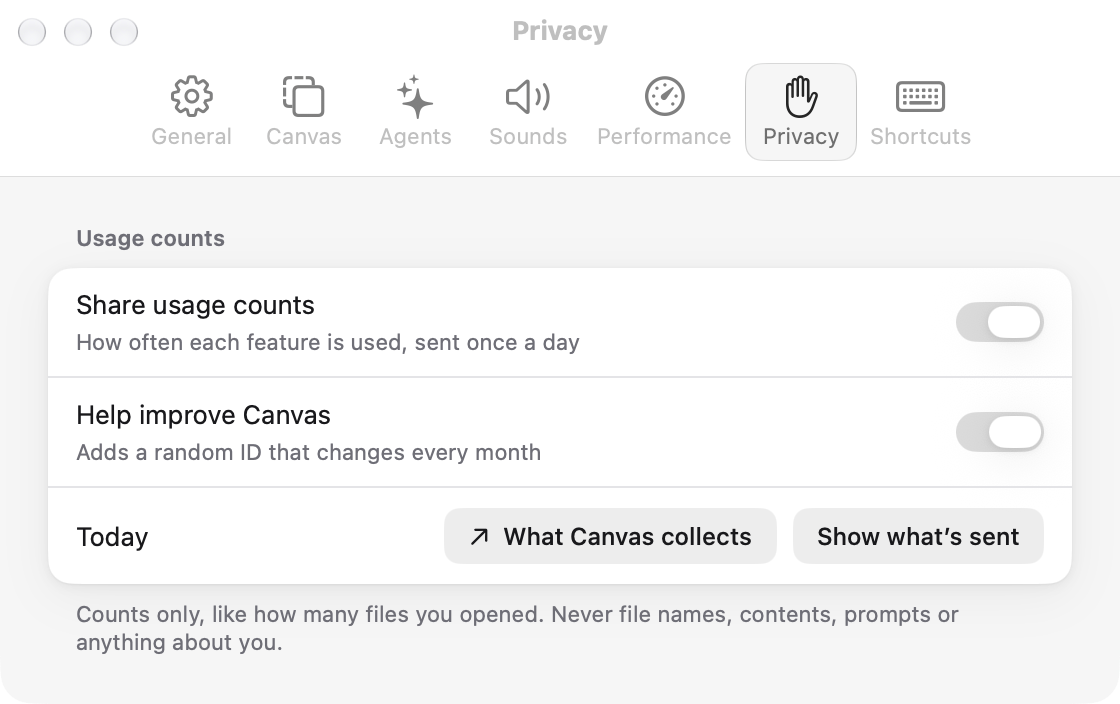 Privacy
General
Canvas
Agents
Sounds
Performance
Privacy
Shortcuts
Usage counts
Share usage counts
How often each feature is used, sent once a day
Help improve Canvas
Adds a random ID that changes every month
Today
What Canvas collects
Show what’s sent
Counts only, like how many files you opened. Never file names, contents, prompts or
anything about you.